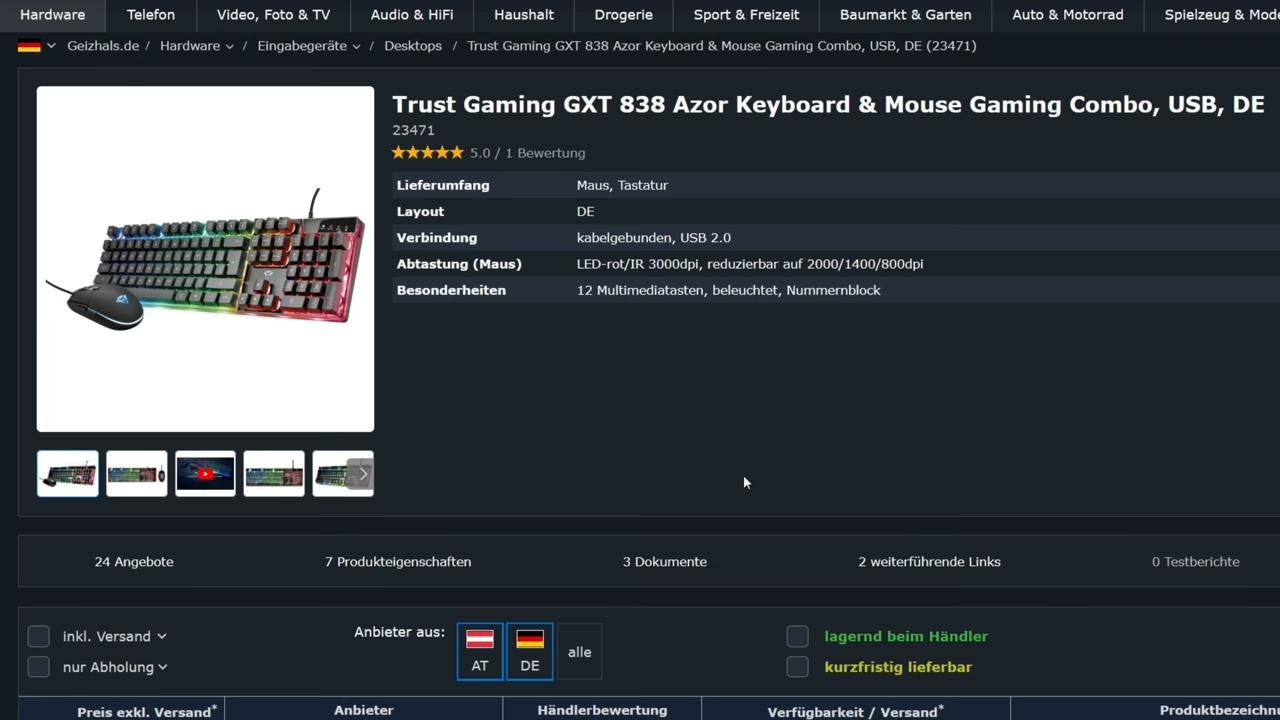 Hardware Telefon Video, Foto & TV Audio & HiFi Haushalt Drogerie Sport & Freizeit Baumarkt & Garten Auto & Motorrad Spielzeug &
Geizhals.de / Hardware / Eingabegeräte / Desktops / Trust Gaming GXT 838 Azor Keyboard & Mouse Gaming Combo, USB, DE (23471)
Trust Gaming GXT 838 Azor Keyboard & Mouse Gaming Combo, USB, DE
23471
5.0 / 1 Bewertung
Lieferumfang Maus, Tastatur
Layout DE
Verbindung kabelgebunden, USB 2.0
Abtastung (Maus) LED-rot/IR 3000dpi, reduzierbar auf 2000/1400/800dpi
Besonderheiten 12 Multimediatasten, beleuchtet, Nummernblock
24 Angebote 7 Produkteigenschaften 3 Dokumente 2 weiterführende Links 0 Testberichte
inkl. Versand Anbieter aus: AT DE alle lagernd beim Händler
nur Abholung kurzfristig lieferbar
Preis exkl. Versand* Anbieter Händlerbewertung Verfügbarkeit / Versand*